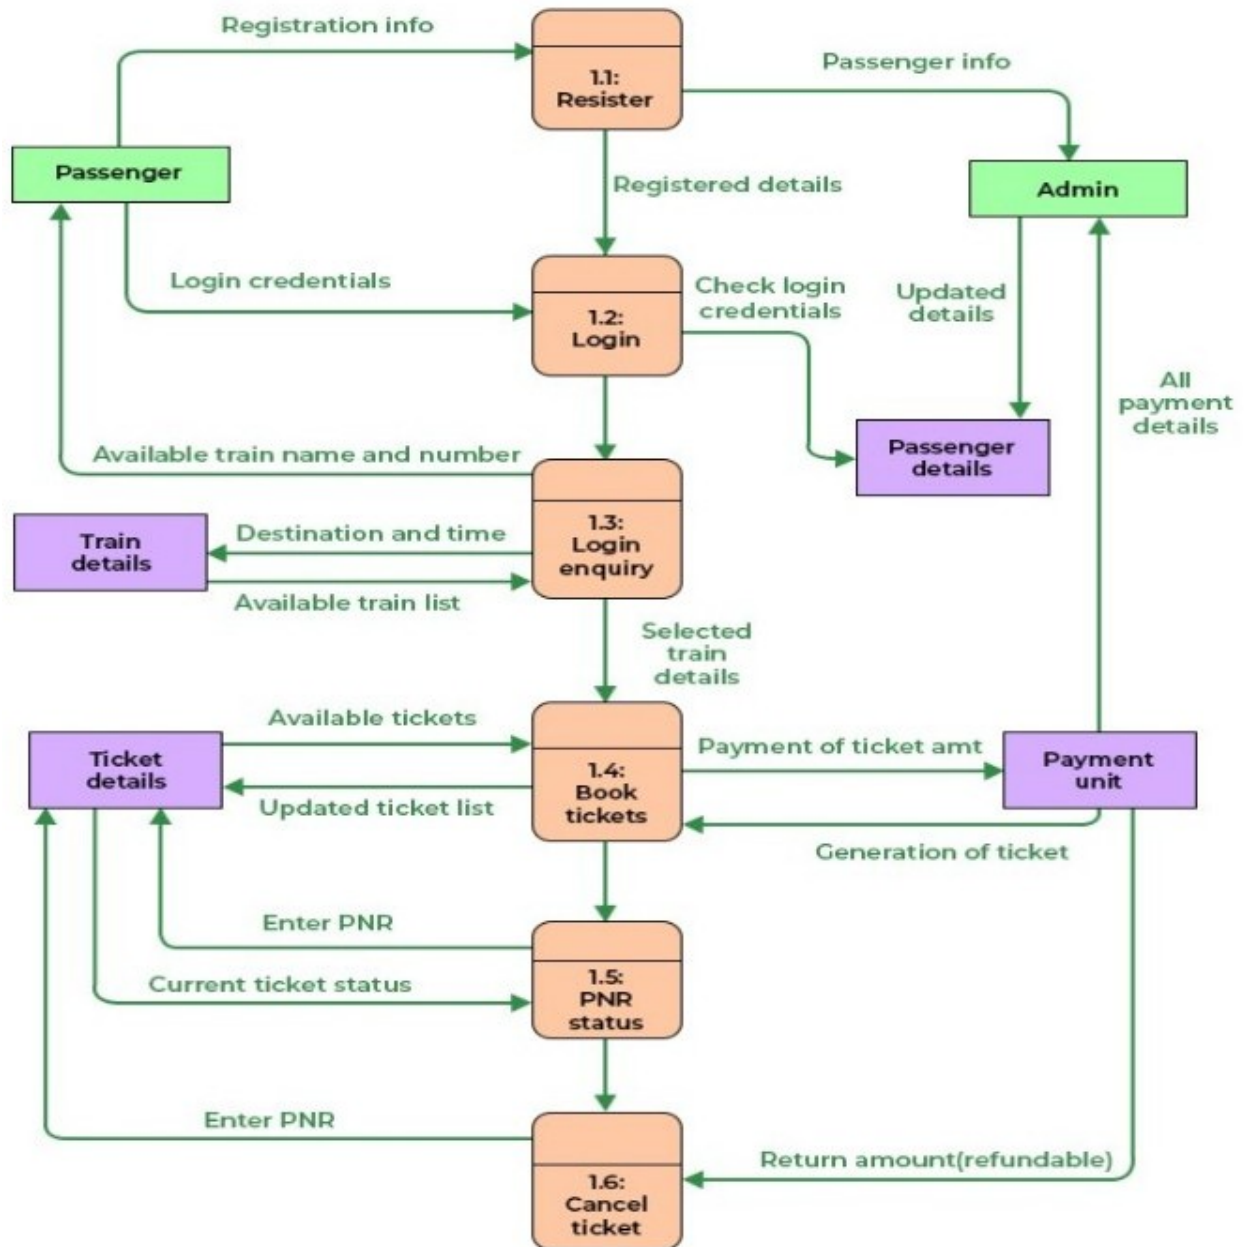 Registration info
1.1:
Resister
Passenger info
Passenger
Admin
Registered details
Login credentials
1.2:
Login
Check login
credentials
Updated
details
All
payment
details
Available train name and number
Passenger
details
Train
details
Destination and time
Available train list
1.3:
Login
enquiry
Selected
train
details
Available tickets
Ticket
details
Updated ticket list
1.4:
Book
tickets
Payment of ticket amt
Payment
unit
Generation of ticket
Enter PNR
Current ticket status
1.5:
PNR
status
Enter PNR
Return amount(refundable)
1.6:
Cancel
ticket